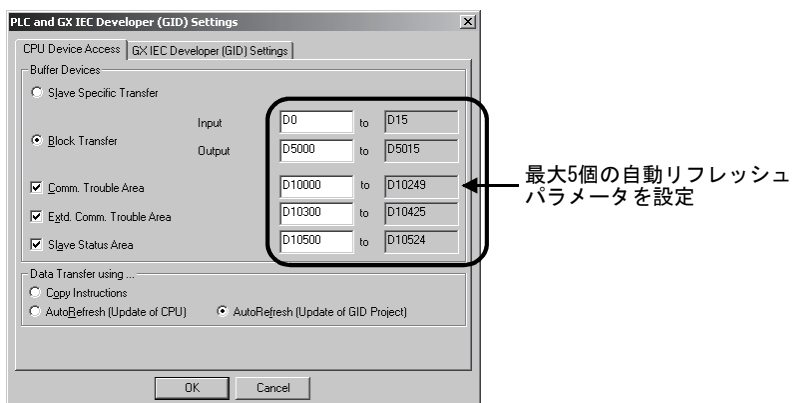 PLC and GX IEC Developer (GID) Settings
CPU Device Access GX IEC Developer (GID) Settings
Buffer Devices
Slave Specific Transfer
Block Transfer
Input D0 to D15
Output D5000 to D5015
Comm. Trouble Area D10000 to D10249
Extd. Comm. Trouble Area D10300 to D10425
Slave Status Area D10500 to D10524
最大5個の自動リフレッシュ
パラメータを設定
Data Transfer using ...
Copy Instructions
AutoRefresh (Update of CPU) AutoRefresh (Update of GID Project)
OK Cancel